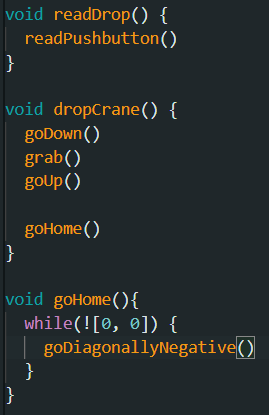 void readDrop() {
  readPushbutton()
}

void dropCrane() {
  goDown()
  grab()
  goUp()

  goHome()
}

void goHome(){
  while(![0, 0]) {
    goDiagonallyNegative()
  }
}